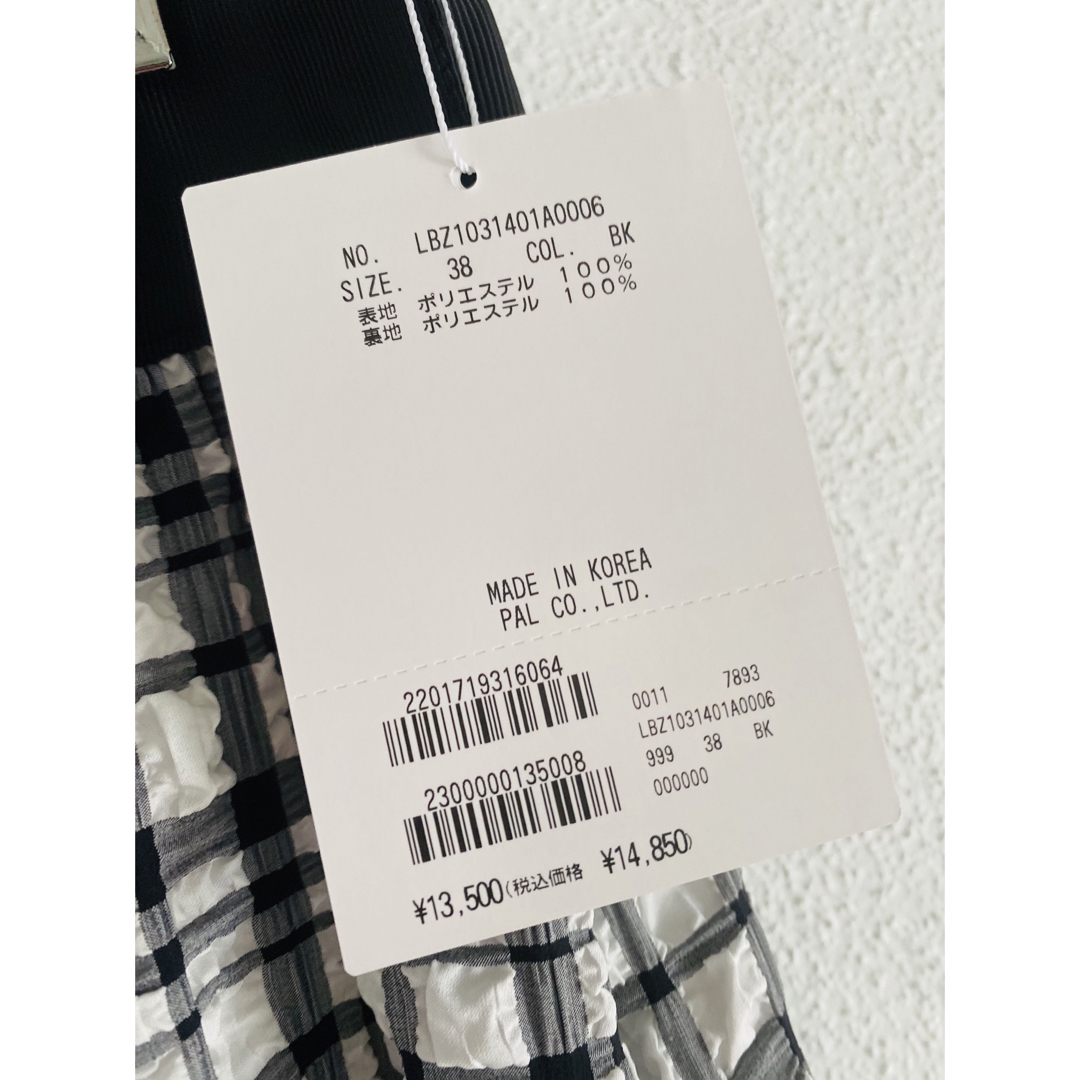 NO. LBZ1031401A0006
SIZE. 38 COL. BK
表地 ポリエステル 100%
裏地 ポリエステル 100%
MADE IN KOREA
PAL CO.,LTD.
2201719316064
2300000135008
0011 7893
LBZ1031401A0006
999 38 BK
000000
¥13,500(税込価格 ¥14,850)